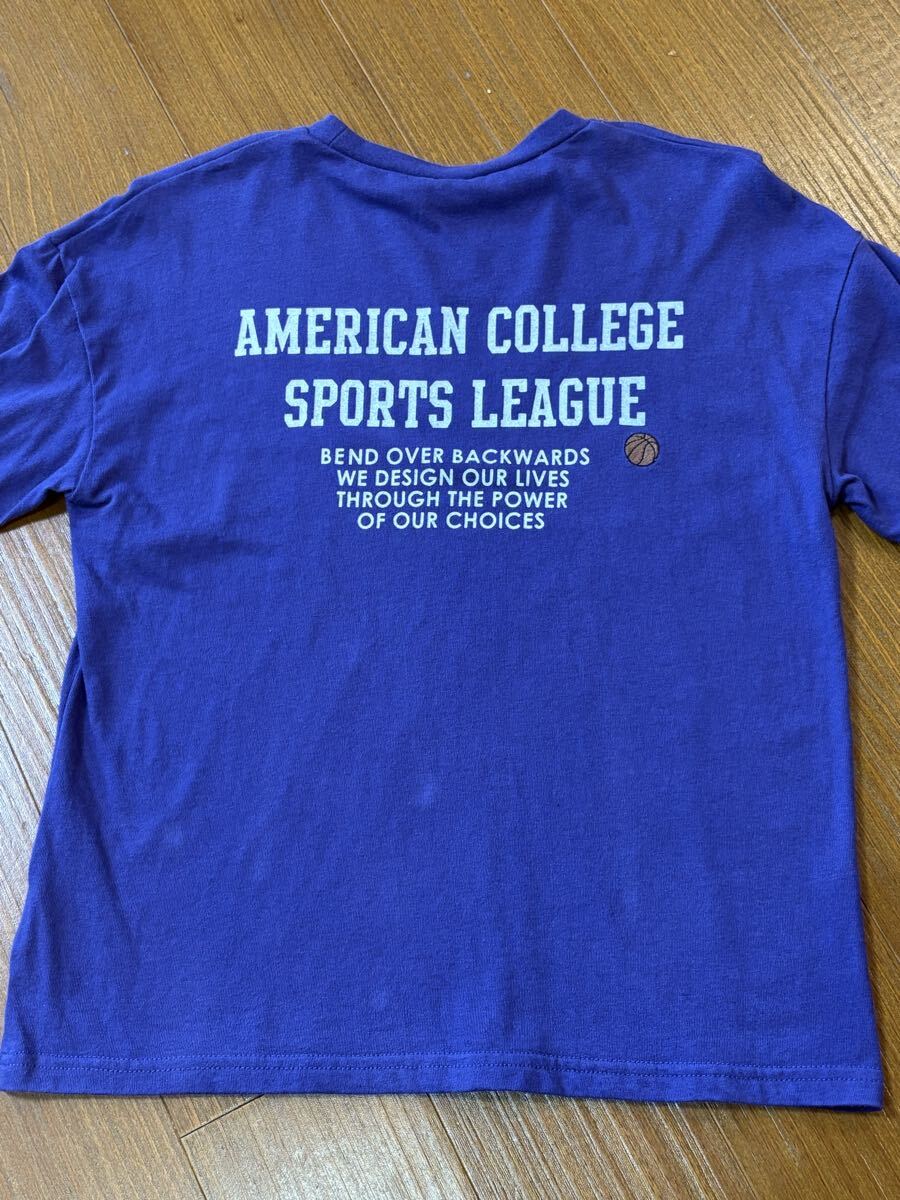 AMERICAN COLLEGE
SPORTS LEAGUE
BEND OVER BACKWARDS
WE DESIGN OUR LIVES
THROUGH THE POWER
OF OUR CHOICES